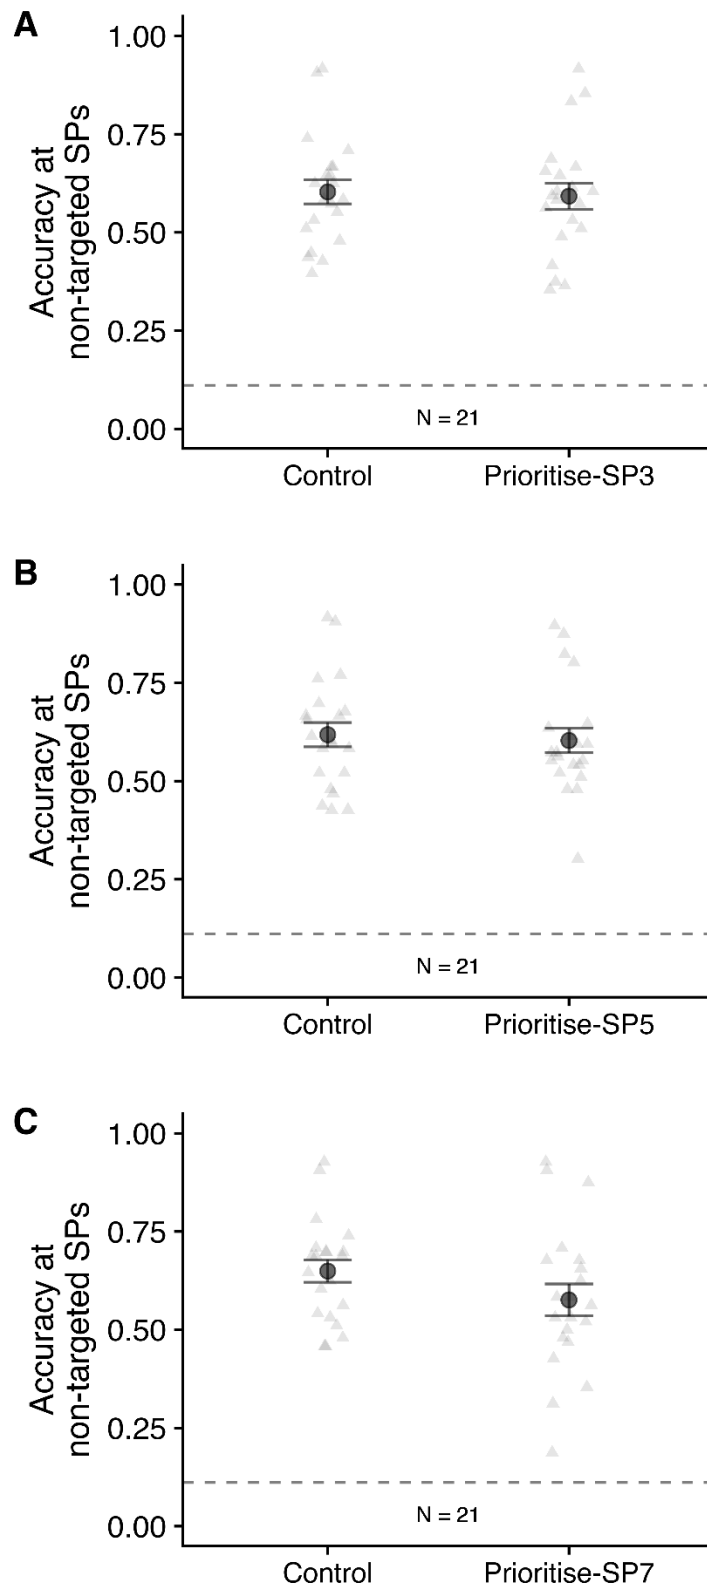 A
Accuracy at
non-targeted SPs
1.00
0.75
0.50
0.25
0.00
N = 21
Control
Prioritise-SP3
B
Accuracy at
non-targeted SPs
1.00
0.75
0.50
0.25
0.00
N = 21
Control
Prioritise-SP5
C
Accuracy at
non-targeted SPs
1.00
0.75
0.50
0.25
0.00
N = 21
Control
Prioritise-SP7